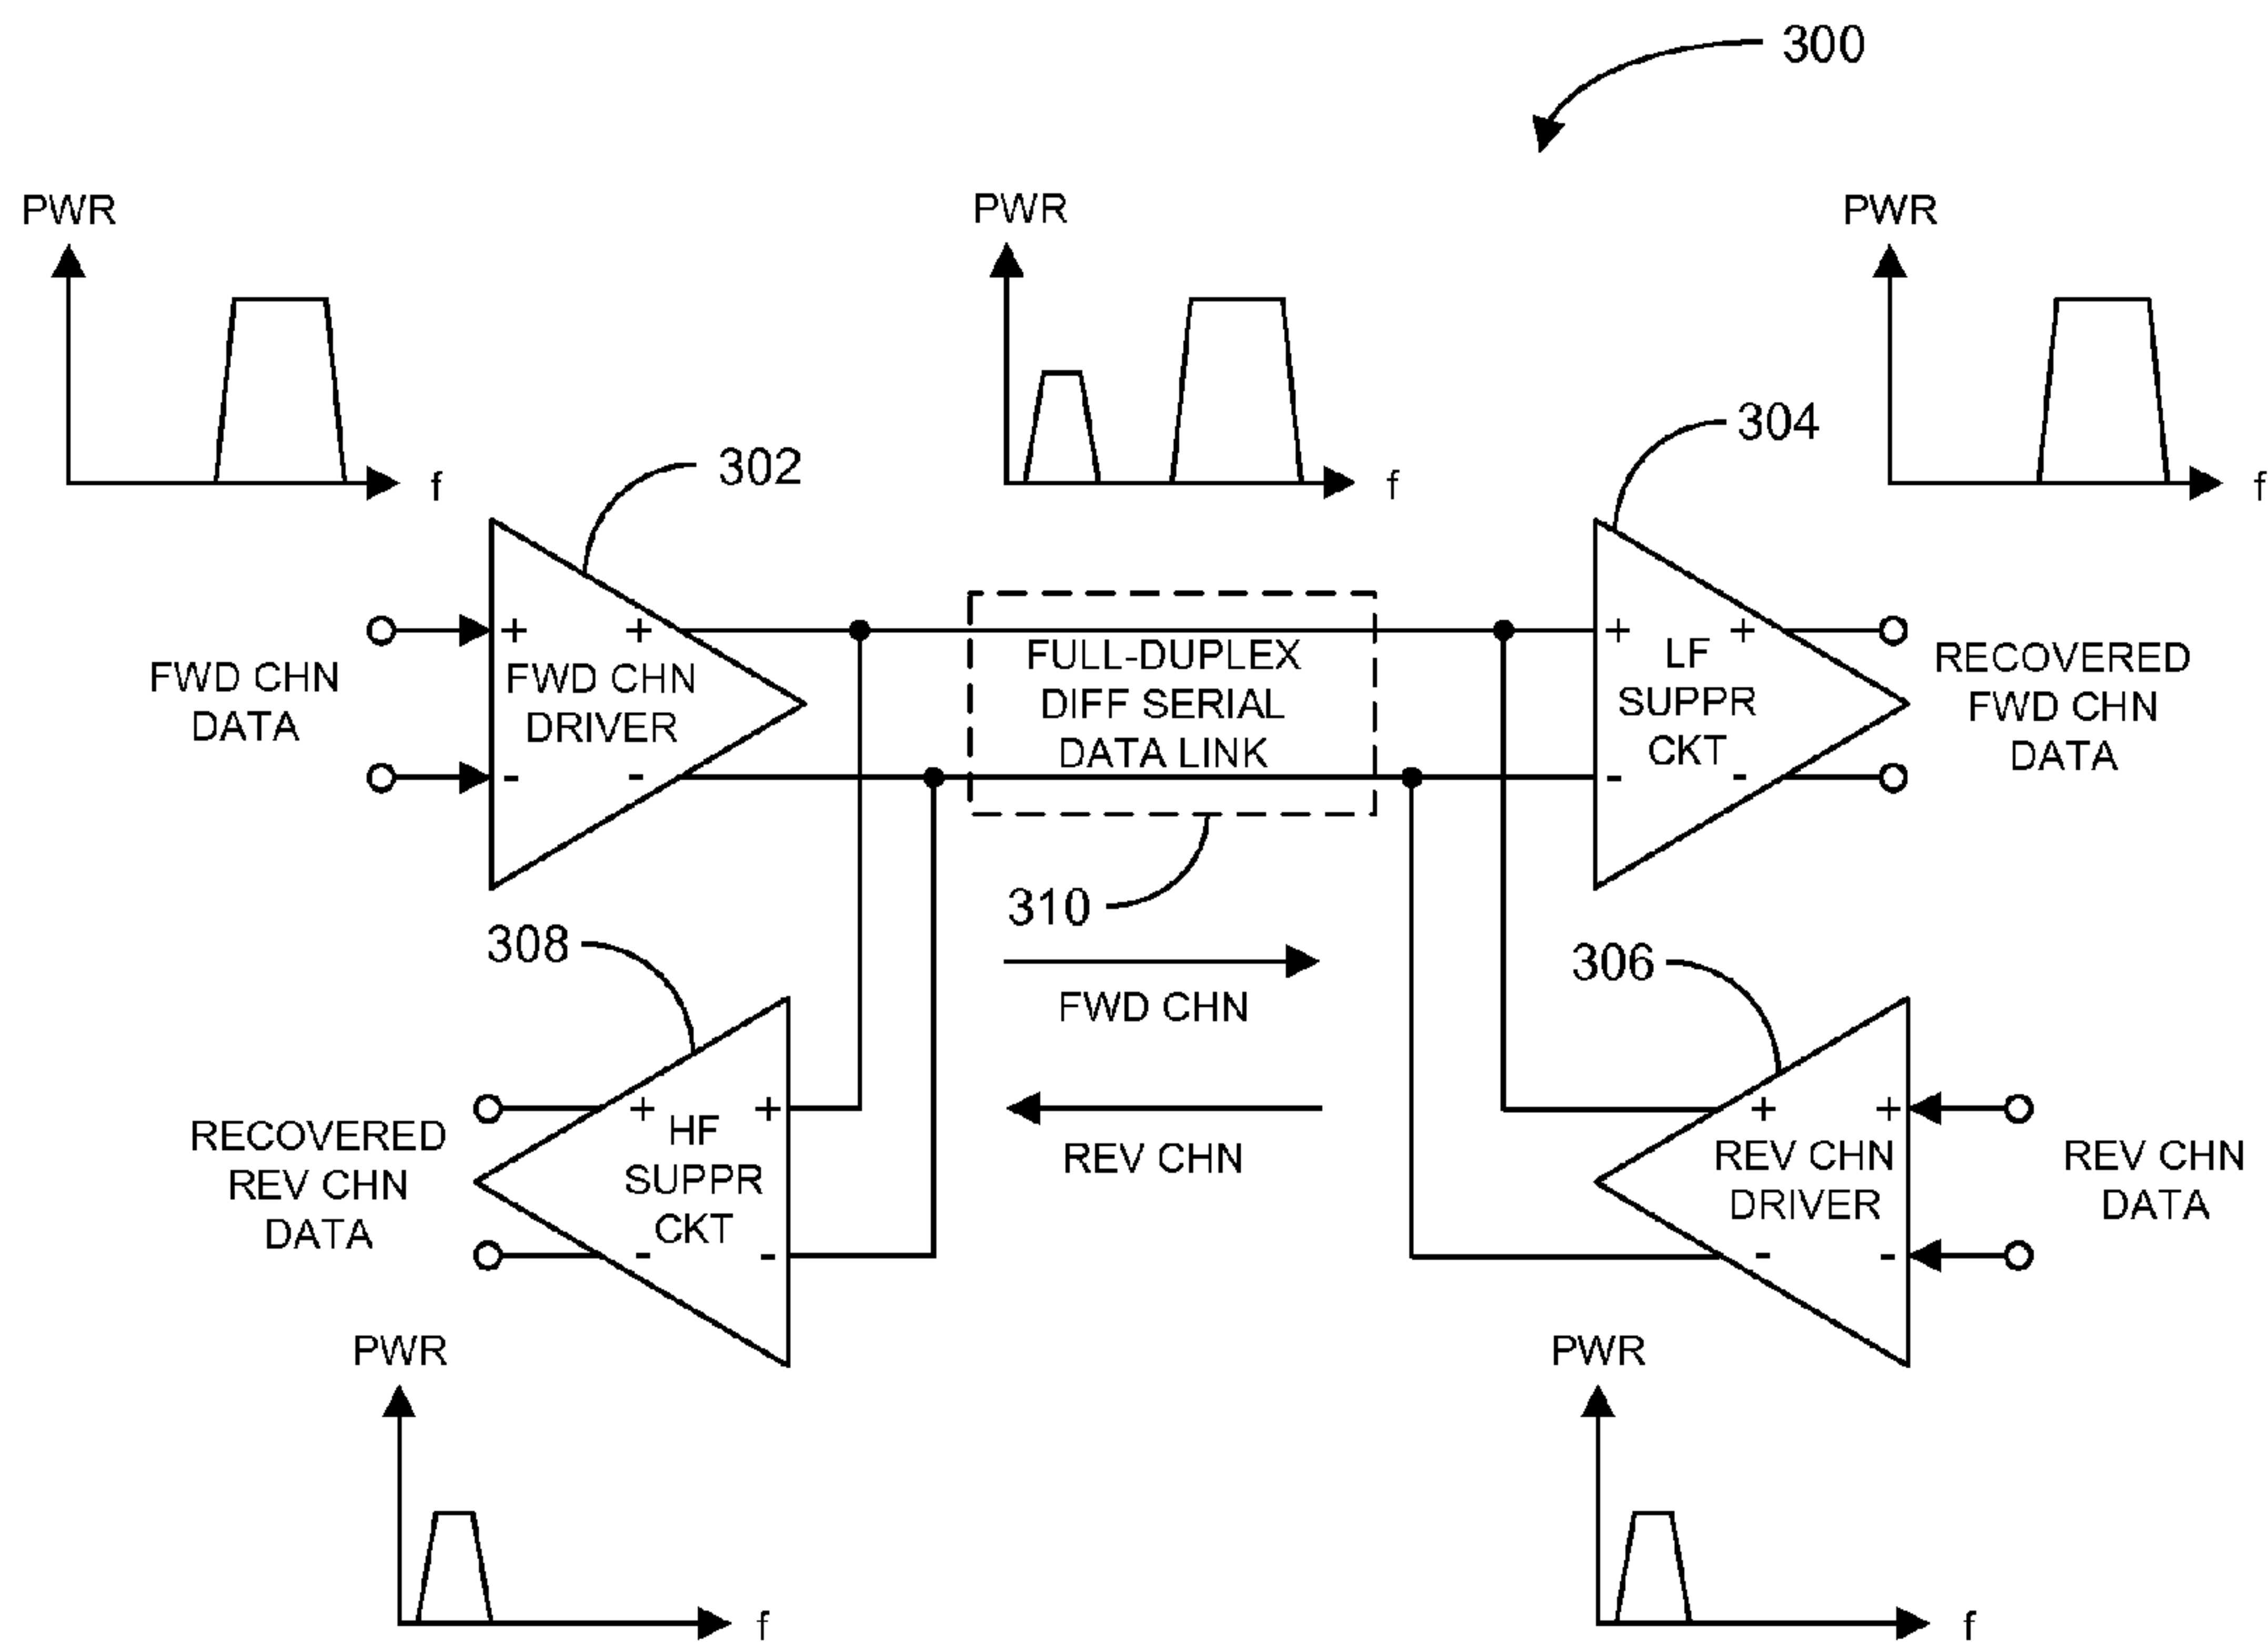 300
PWR
PWR
PWR
f
f
f
302
304
FWD CHN
DATA
+
-
+
-
FWD CHN
DRIVER
FULL-DUPLEX
DIFF SERIAL
DATA LINK
+
-
+
-
LF
SUPPR
CKT
RECOVERED
FWD CHN
DATA
310
308
306
FWD CHN
REV CHN
RECOVERED
REV CHN
DATA
+
-
+
-
HF
SUPPR
CKT
+
-
+
-
REV CHN
DRIVER
REV CHN
DATA
PWR
f
PWR
f